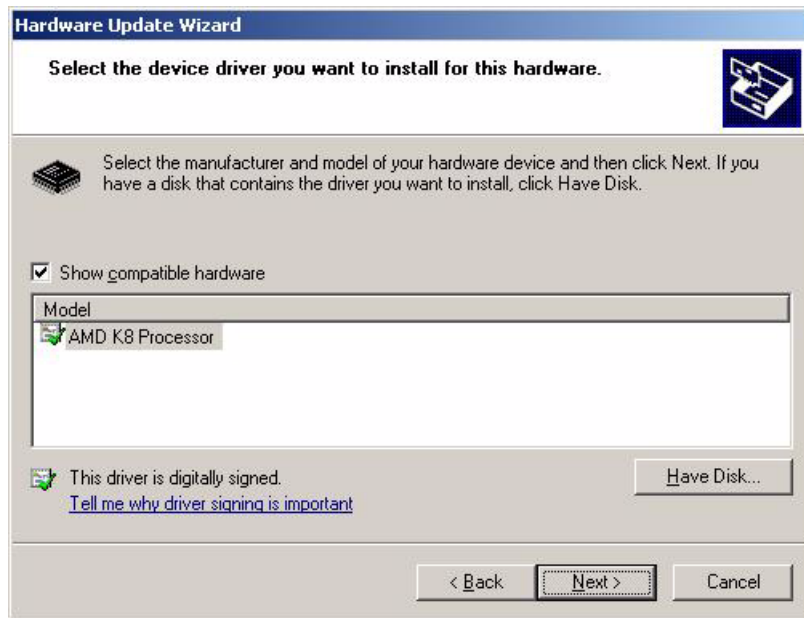 Hardware Update Wizard
Select the device driver you want to install for this hardware.
Select the manufacturer and model of your hardware device and then click Next. If you
have a disk that contains the driver you want to install, click Have Disk.
Show compatible hardware
Model
AMD K8 Processor
This driver is digitally signed.
Have Disk...
Tell me why driver signing is important
< Back
Next >
Cancel